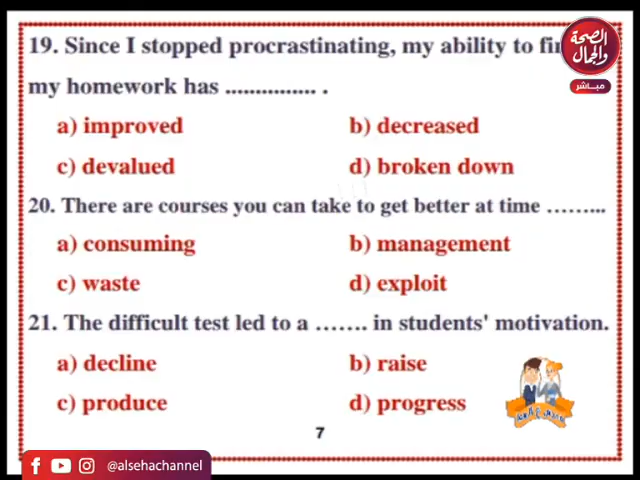 الصحة
والجمال
مباشر
19. Since I stopped procrastinating, my ability to
my homework has ............... .
a) improved
b) decreased
c) devalued
d) broken down
20. There are courses you can take to get better at time ……...
a) consuming
b) management
c) waste
d) exploit
21. The difficult test led to a ……. in students' motivation.
a) decline
b) raise
c) produce
d) progress
7
@alsehachannel